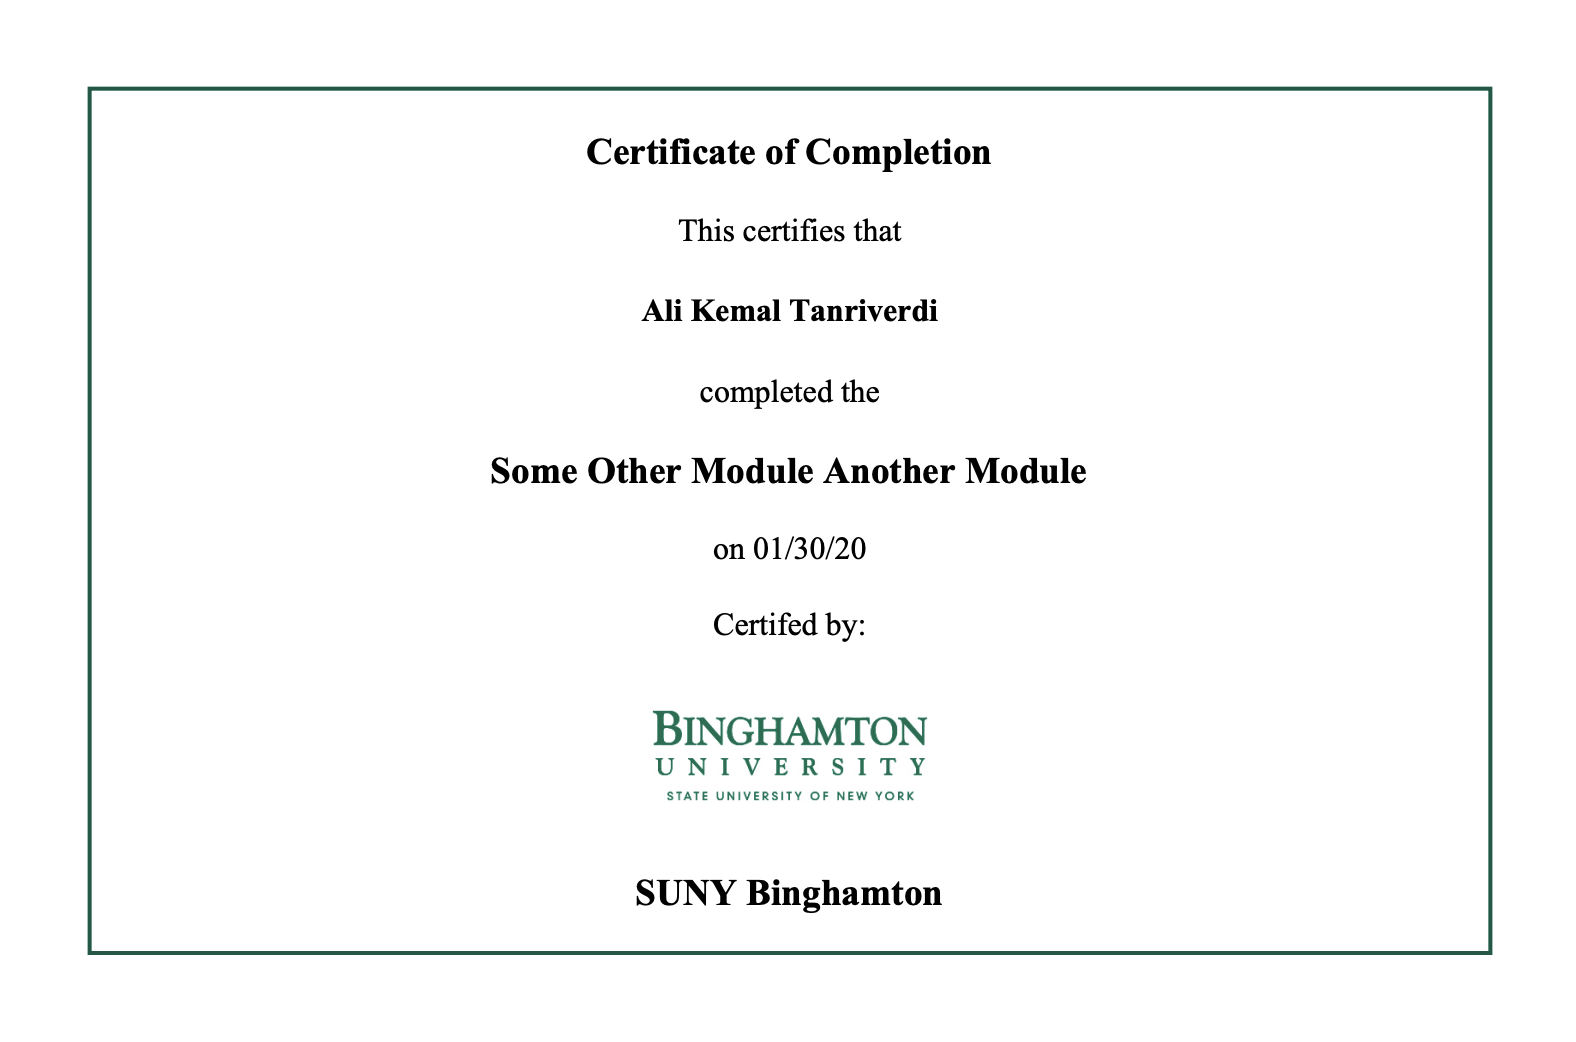 Certificate of Completion
This certifies that
Ali Kemal Tanriverdi
completed the
Some Other Module Another Module
on 01/30/20
Certifed by:
BINGHAMTON
UNIVERSITY
STATE UNIVERSITY OF NEW YORK
SUNY Binghamton